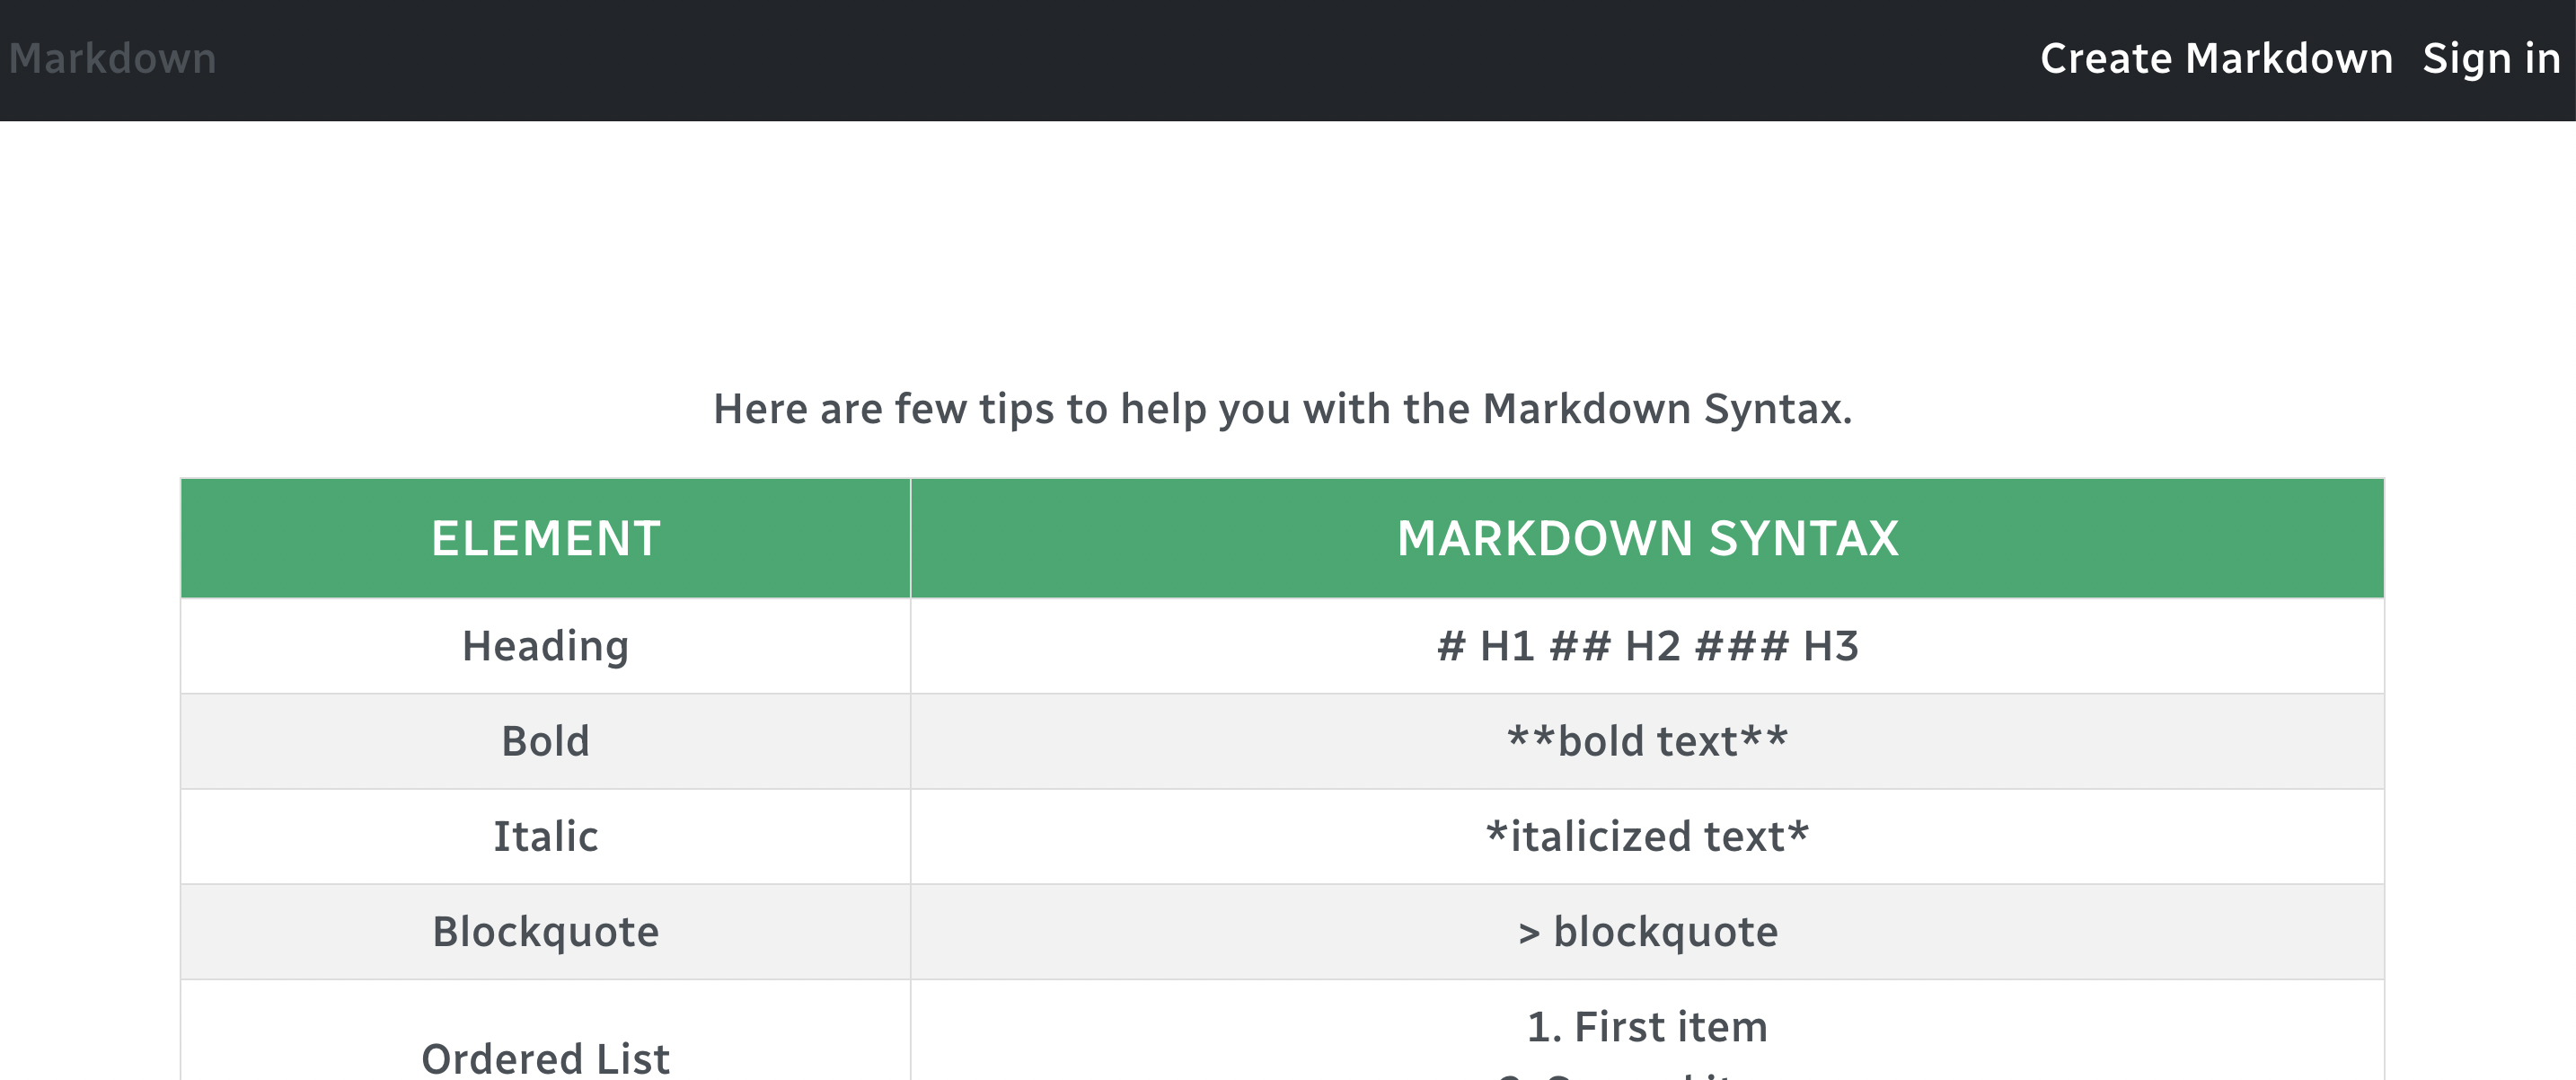 Markdown
Create Markdown Sign in
Here are few tips to help you with the Markdown Syntax.
ELEMENT MARKDOWN SYNTAX
Heading # H1 ## H2 ### H3
Bold **bold text**
Italic *italicized text*
Blockquote > blockquote
1. First item
Ordered List